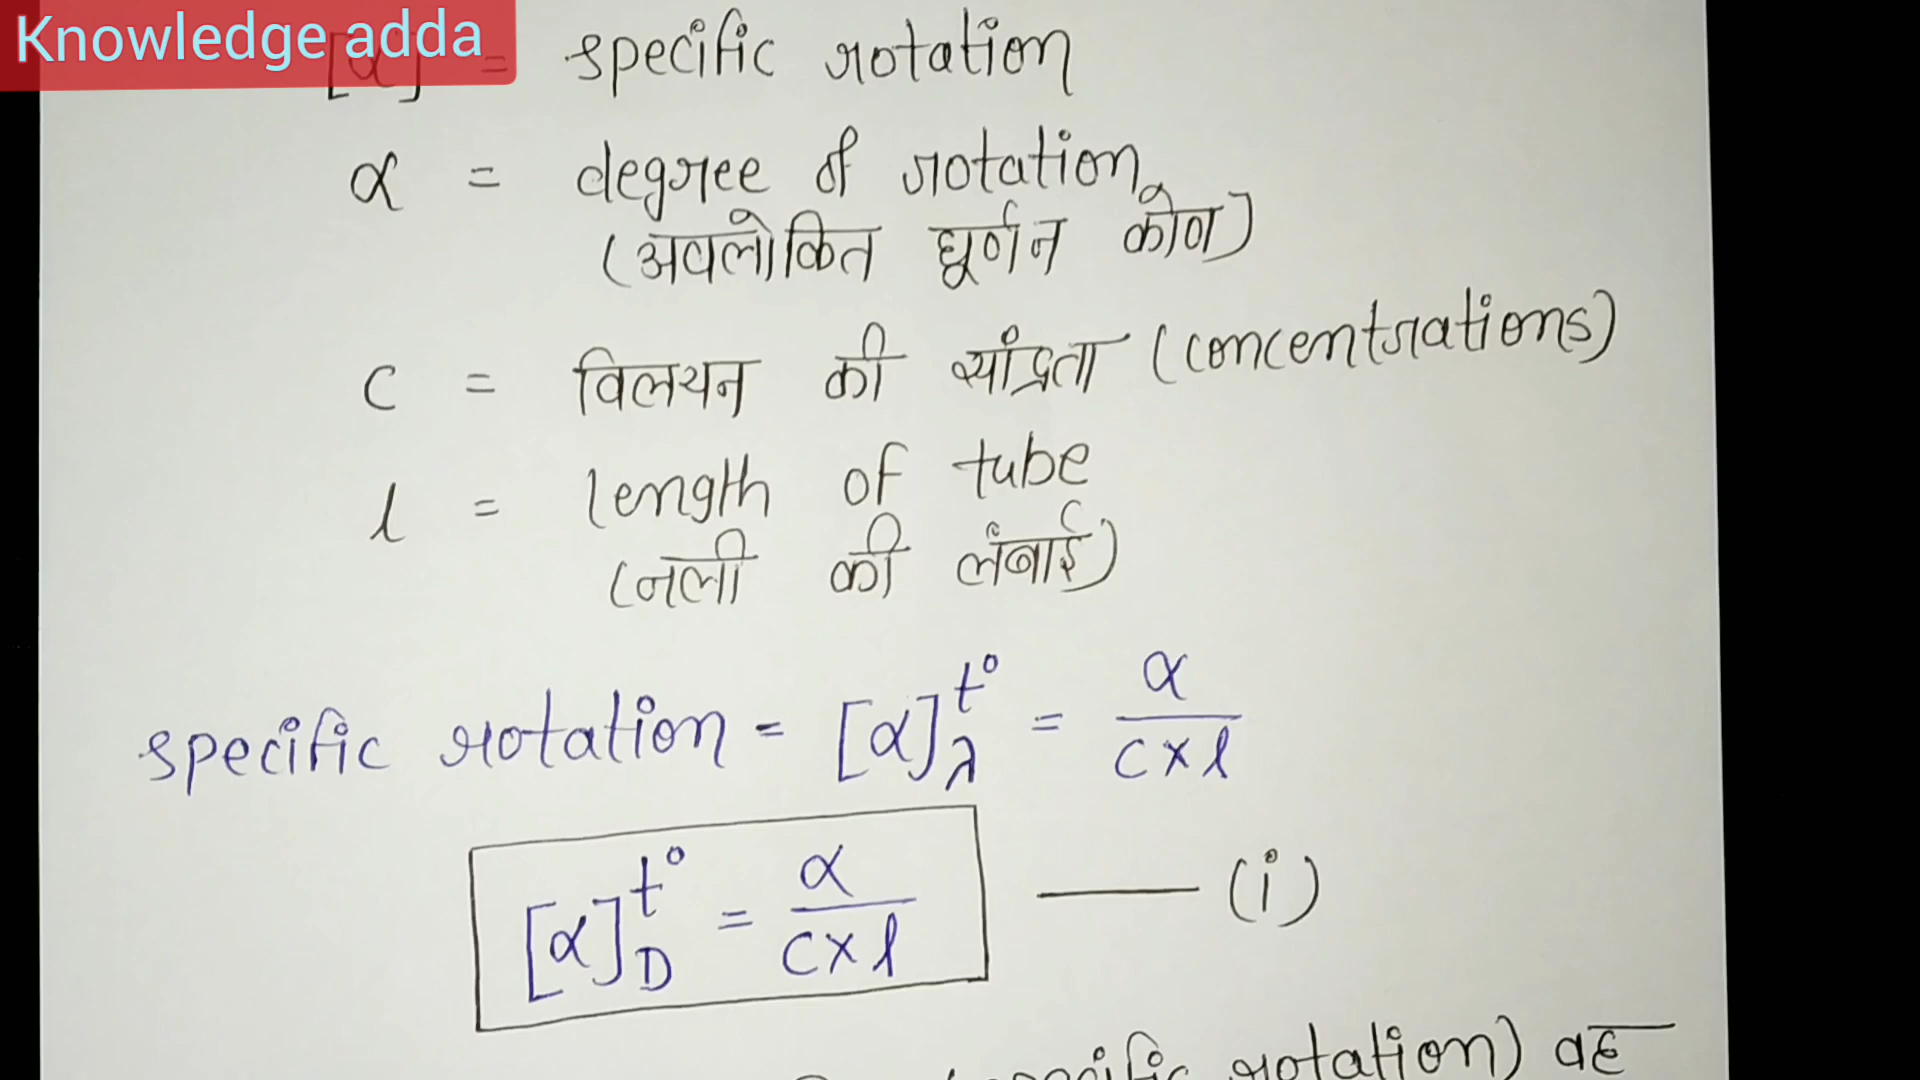 Knowledge adda
[α] = specific rotation
α = degree of rotation
(अवलोकित घूर्णन कोण)
c = विलयन की सांद्रता (concentrations)
l = length of tube
(नली की लंबाई)
specific rotation = [α]λ^t° = α / c×l
[α]D^t° = α / c×l —— (i)
rotation) वह